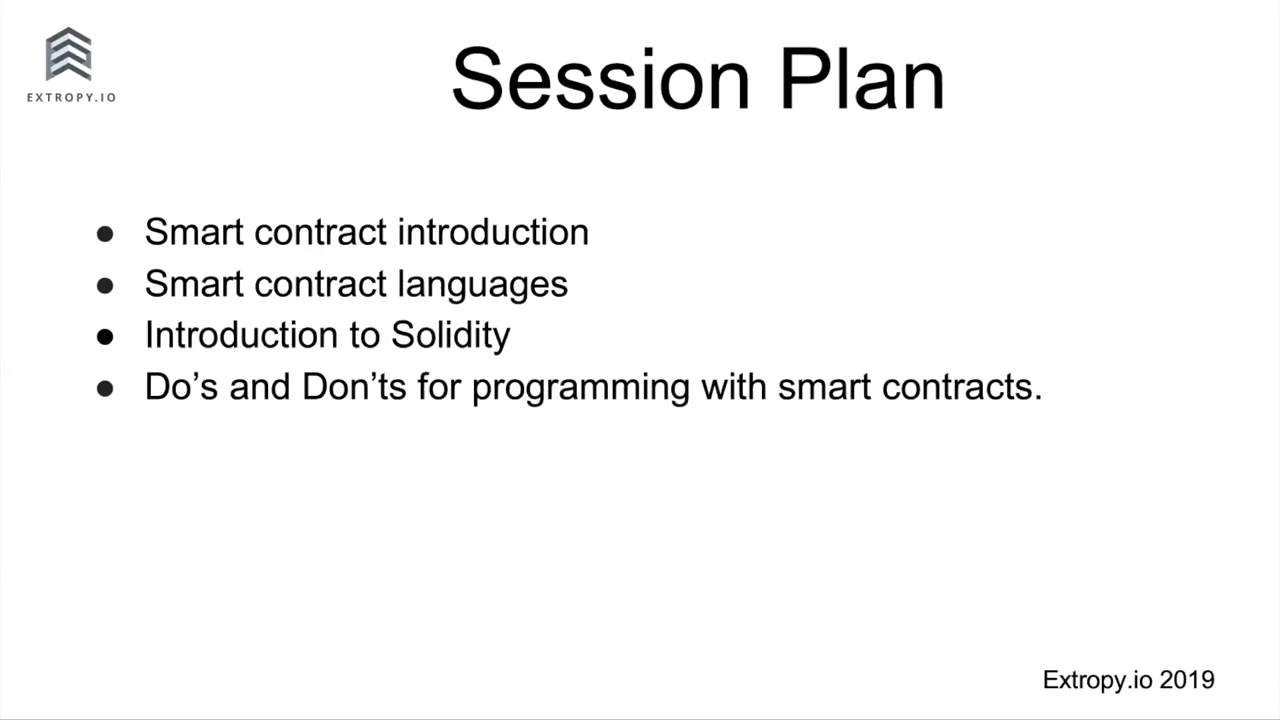 EXTROPY.IO
Session Plan
● Smart contract introduction
● Smart contract languages
● Introduction to Solidity
● Do’s and Don’ts for programming with smart contracts.
Extropy.io 2019